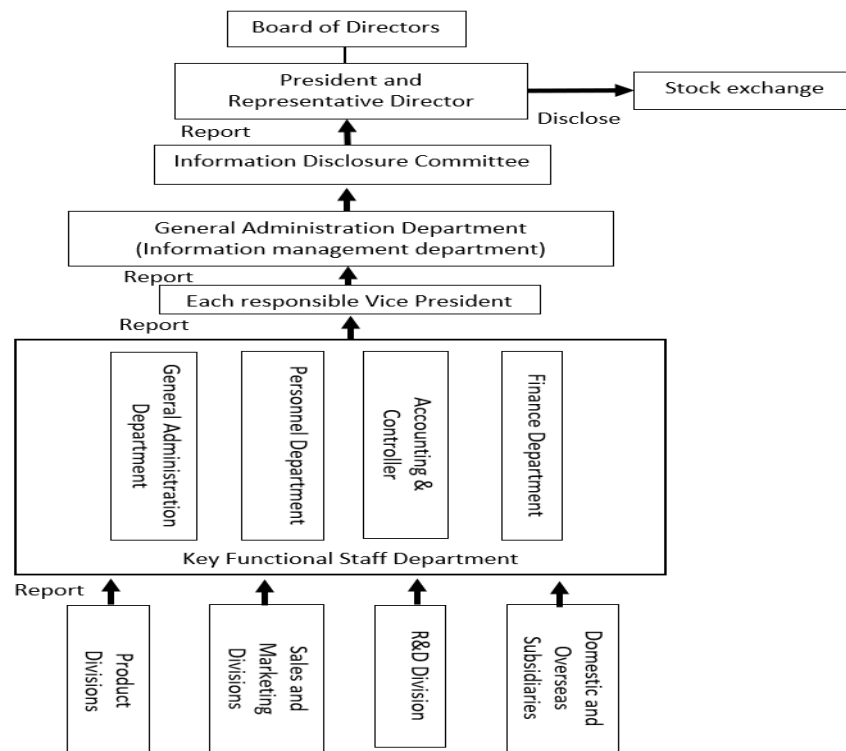 Board of Directors
President and
Representative Director
Stock exchange
Disclose
Report
Information Disclosure Committee
General Administration Department
(Information management department)
Report
Each responsible Vice President
Report
General Administration
Department
Personnel Department
Accounting &
Controller
Finance Department
Key Functional Staff Department
Report
Product
Divisions
Sales and
Marketing
Divisions
R&D Division
Domestic and
Overseas
Subsidiaries